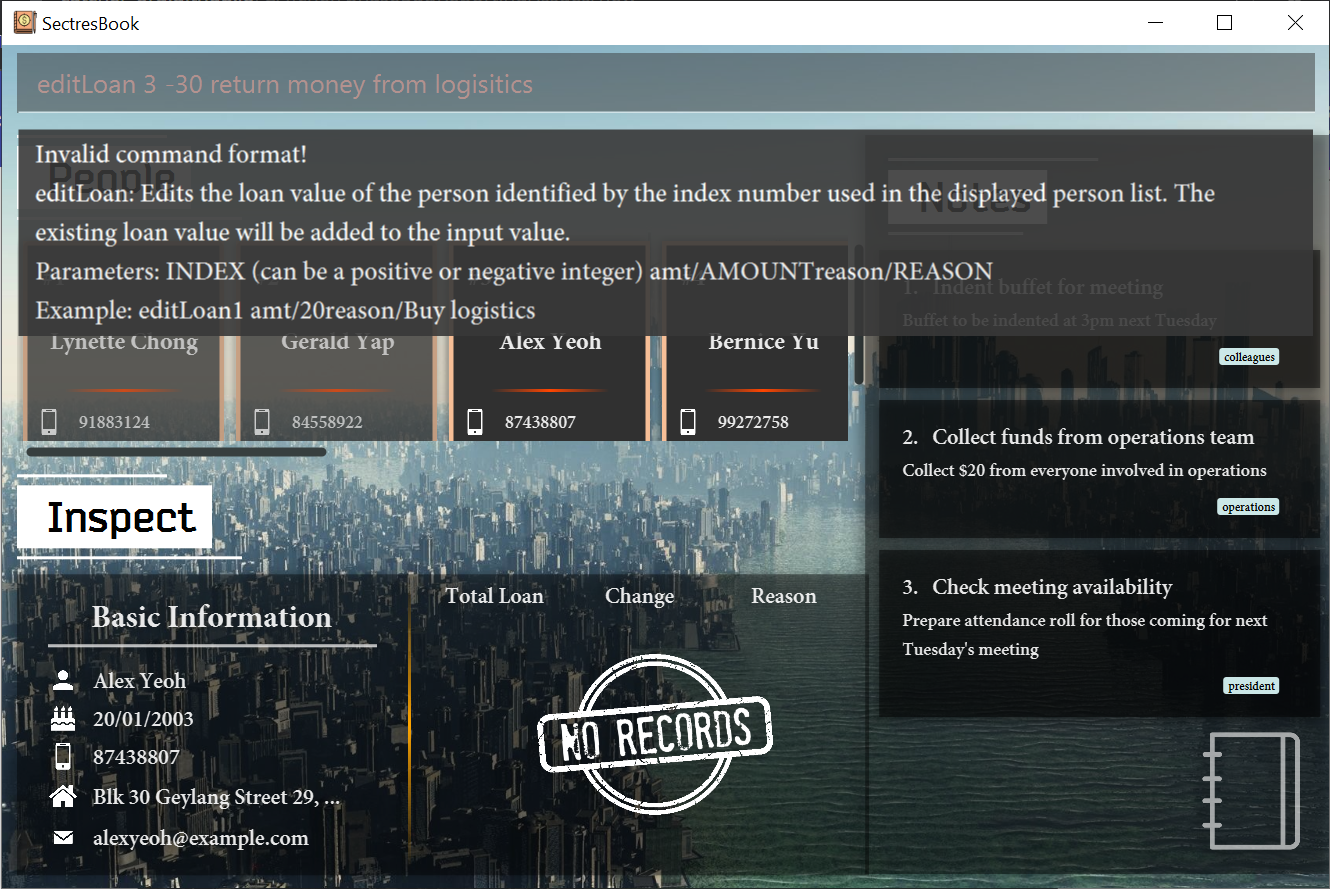 SectresBook
editLoan 3 -30 return money from logisitics
Invalid command format!
editLoan: Edits the loan value of the person identified by the index number used in the displayed person list. The
existing loan value will be added to the input value.
Parameters: INDEX (can be a positive or negative integer) amt/AMOUNTreason/REASON
Example: editLoan1 amt/20reason/Buy logistics
People
Lynette Chong
91883124
Gerald Yap
84558922
Alex Yeoh
87438807
Bernice Yu
99272758
Inspect
Basic Information
Alex Yeoh
20/01/2003
87438807
Blk 30 Geylang Street 29, ...
alexyeoh@example.com
Total Loan Change Reason
NO RECORDS
Notes
1. Indent buffet for meeting
Buffet to be indented at 3pm next Tuesday
colleagues
2. Collect funds from operations team
Collect $20 from everyone involved in operations
operations
3. Check meeting availability
Prepare attendance roll for those coming for next
Tuesday's meeting
president